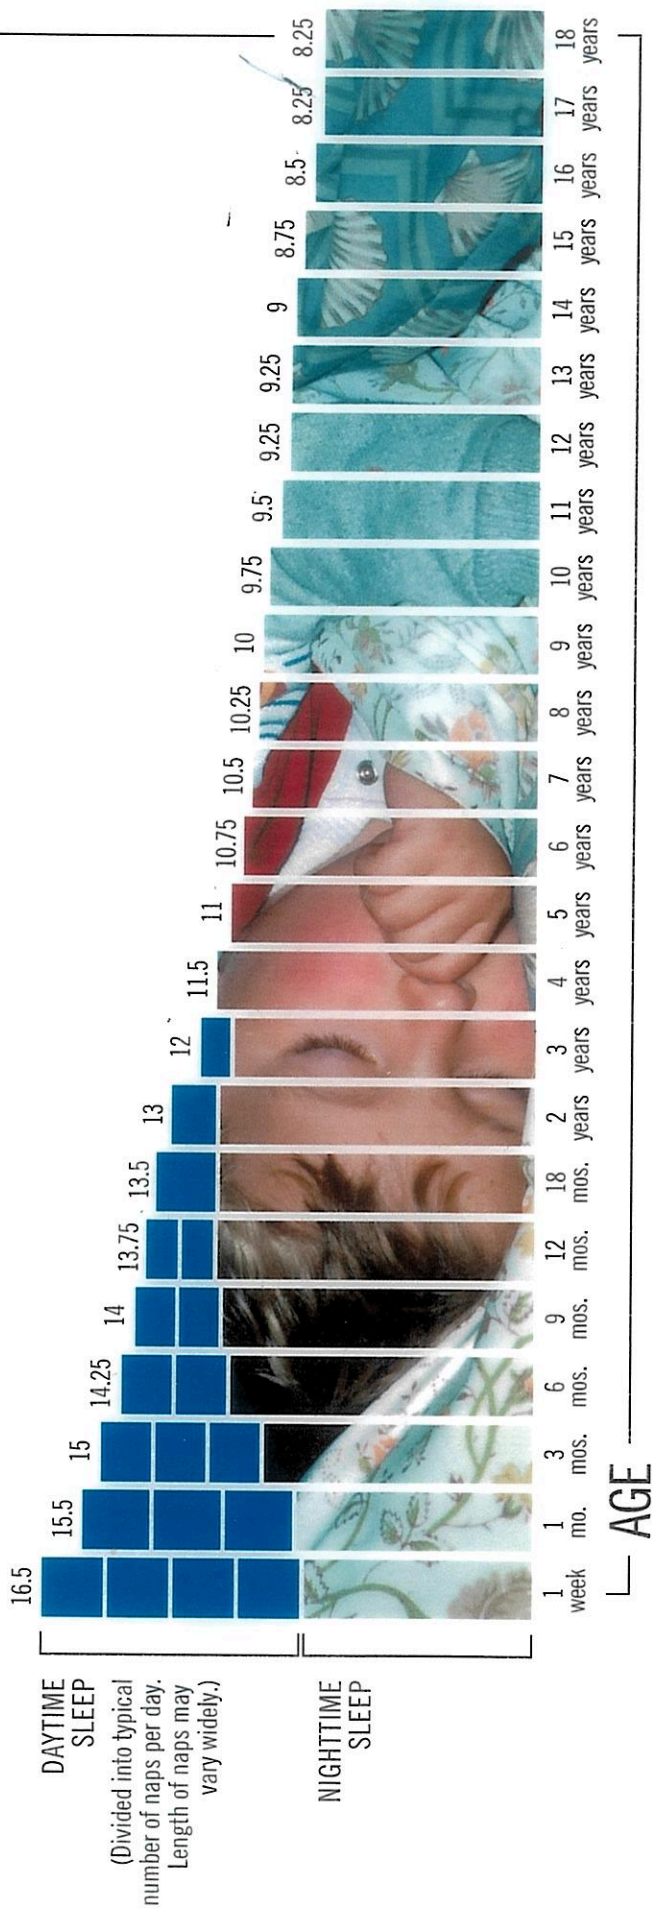 DAYTIME
SLEEP
(Divided into typical
number of naps per day.
Length of naps may
vary widely.)
NIGHTTIME
SLEEP
16.5
15.5
15
14.25
14
13.75
13.5
13
12
11.5
11
10.75
10.5
10.25
10
9.75
9.5
9.25
9.25
9
8.75
8.5
8.25
8.25
1
week
1
mo.
3
mos.
6
mos.
9
mos.
12
mos.
18
mos.
2
years
3
years
4
years
5
years
6
years
7
years
8
years
9
years
10
years
11
years
12
years
13
years
14
years
15
years
16
years
17
years
18
years
AGE